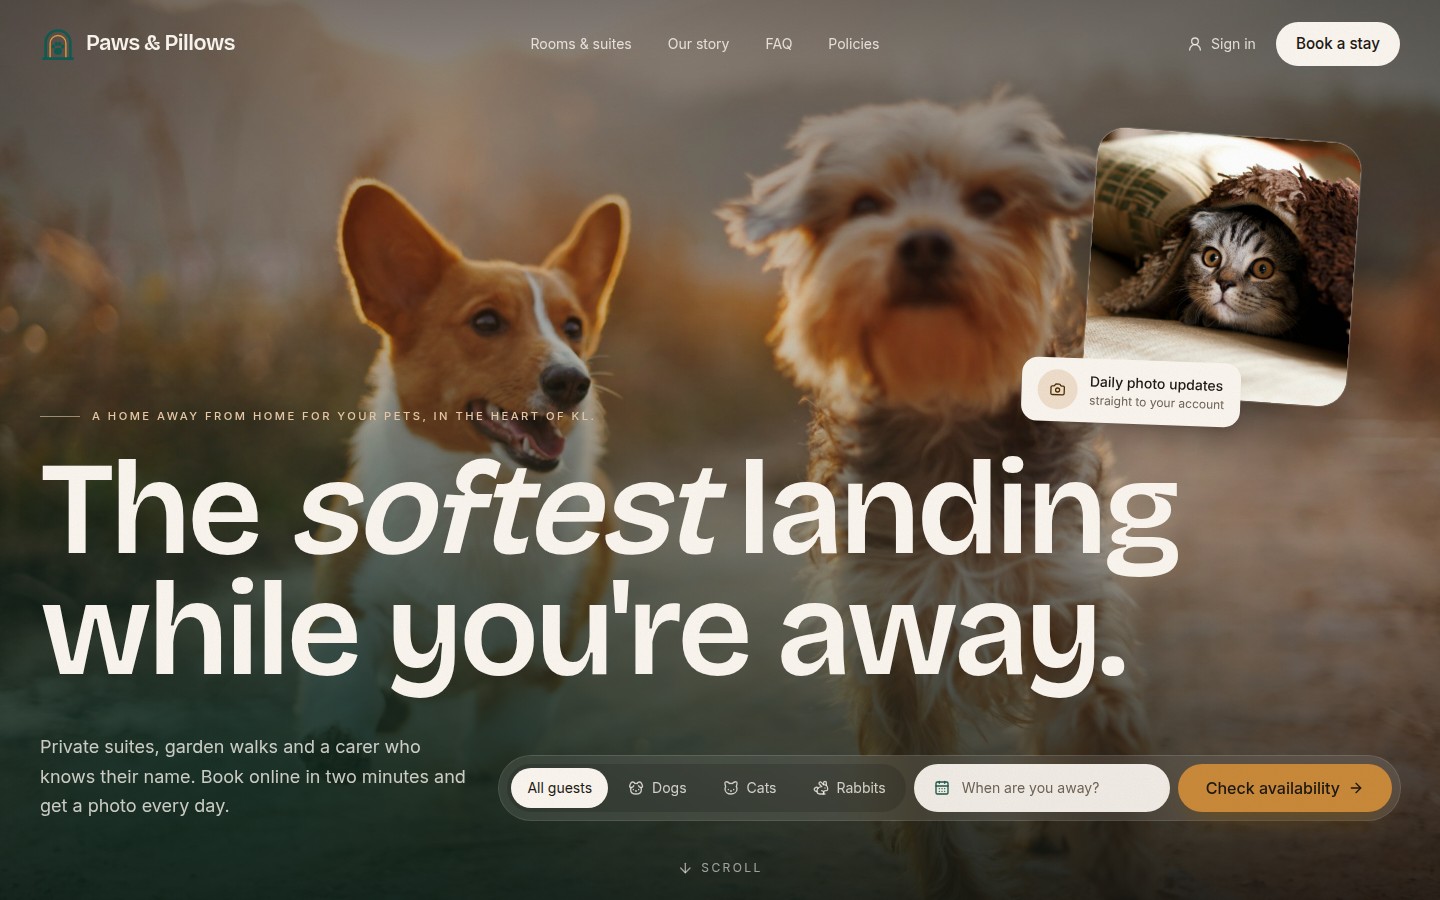 Paws & Pillows
Rooms & suites
Our story
FAQ
Policies
Sign in
Book a stay
Daily photo updates
straight to your account
A HOME AWAY FROM HOME FOR YOUR PETS, IN THE HEART OF KL.
The softest landing
while you're away.
Private suites, garden walks and a carer who
knows their name. Book online in two minutes and
get a photo every day.
All guests
Dogs
Cats
Rabbits
When are you away?
Check availability
SCROLL